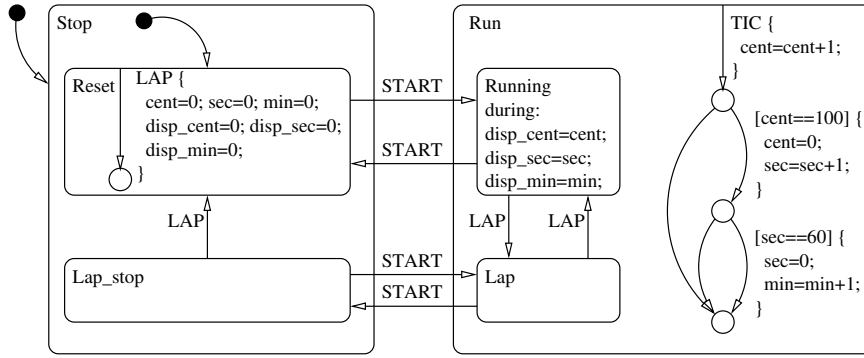 Stop
Reset
LAP {
cent=0; sec=0; min=0;
disp_cent=0; disp_sec=0;
disp_min=0;
}
LAP
Lap_stop
START
START
START
START
Run
Running
during:
disp_cent=cent;
disp_sec=sec;
disp_min=min;
LAP
LAP
Lap
TIC {
cent=cent+1;
}
[cent==100] {
cent=0;
sec=sec+1;
}
[sec==60] {
sec=0;
min=min+1;
}